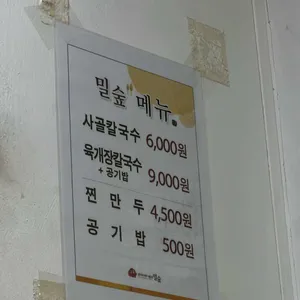 밀숲 메뉴
사골칼국수 6,000원
육개장칼국수
+ 공기밥 9,000원
찐만두 4,500원
공기밥 500원